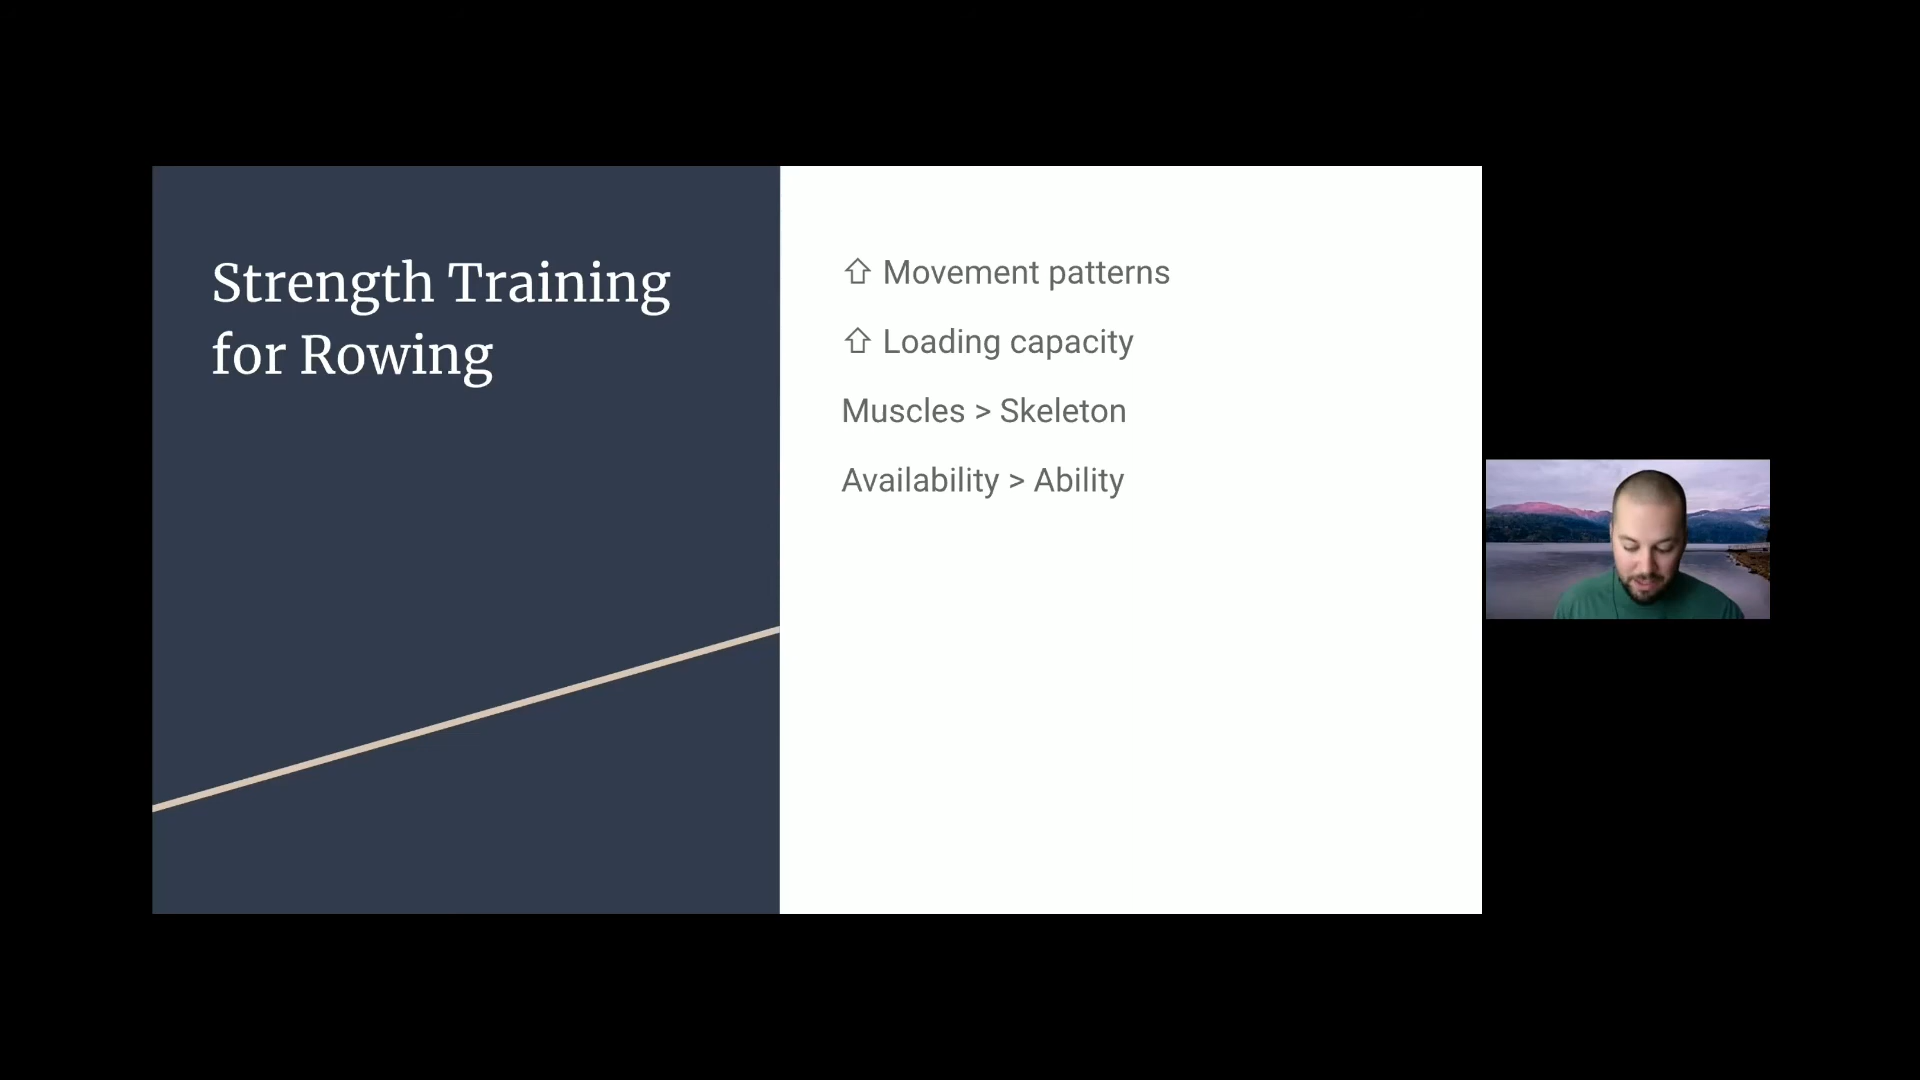 Strength Training
for Rowing
⇧ Movement patterns
⇧ Loading capacity
Muscles > Skeleton
Availability > Ability